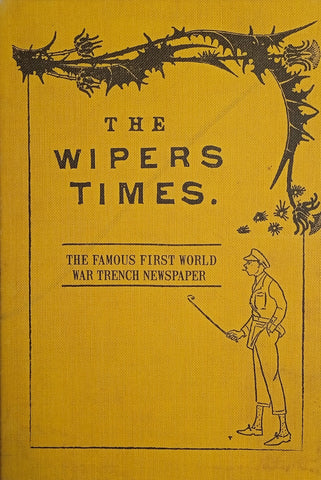 THE
WIPERS
TIMES.
THE FAMOUS FIRST WORLD
WAR TRENCH NEWSPAPER